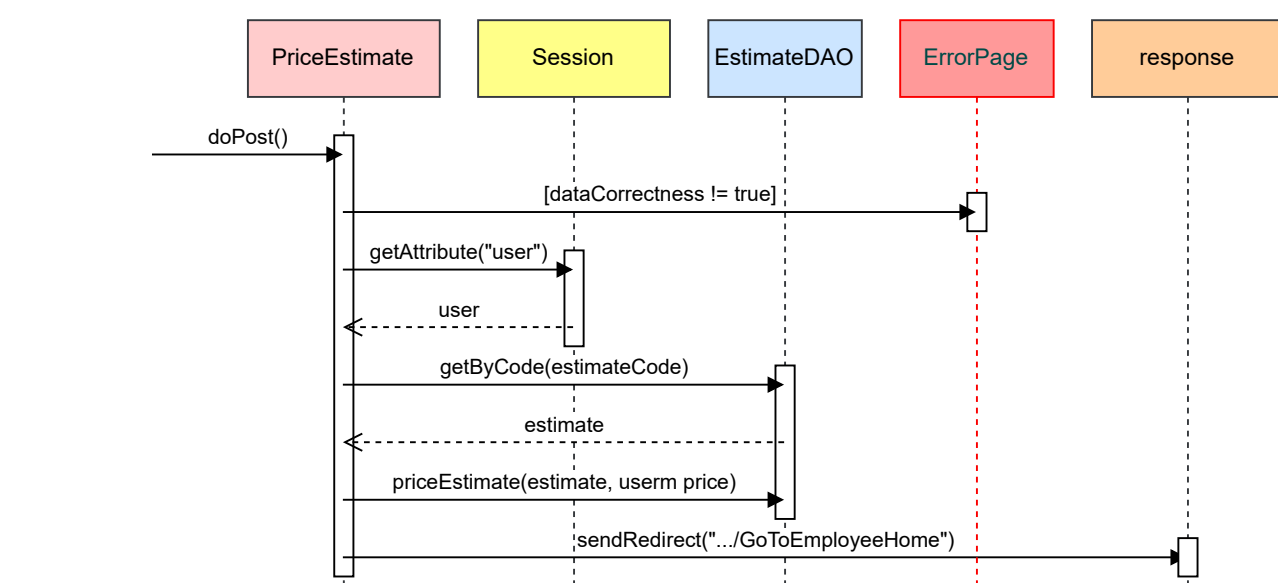 PriceEstimate
Session
EstimateDAO
ErrorPage
response
doPost()
[dataCorrectness != true]
getAttribute("user")
user
getByCode(estimateCode)
estimate
priceEstimate(estimate, userm price)
sendRedirect(".../GoToEmployeeHome")